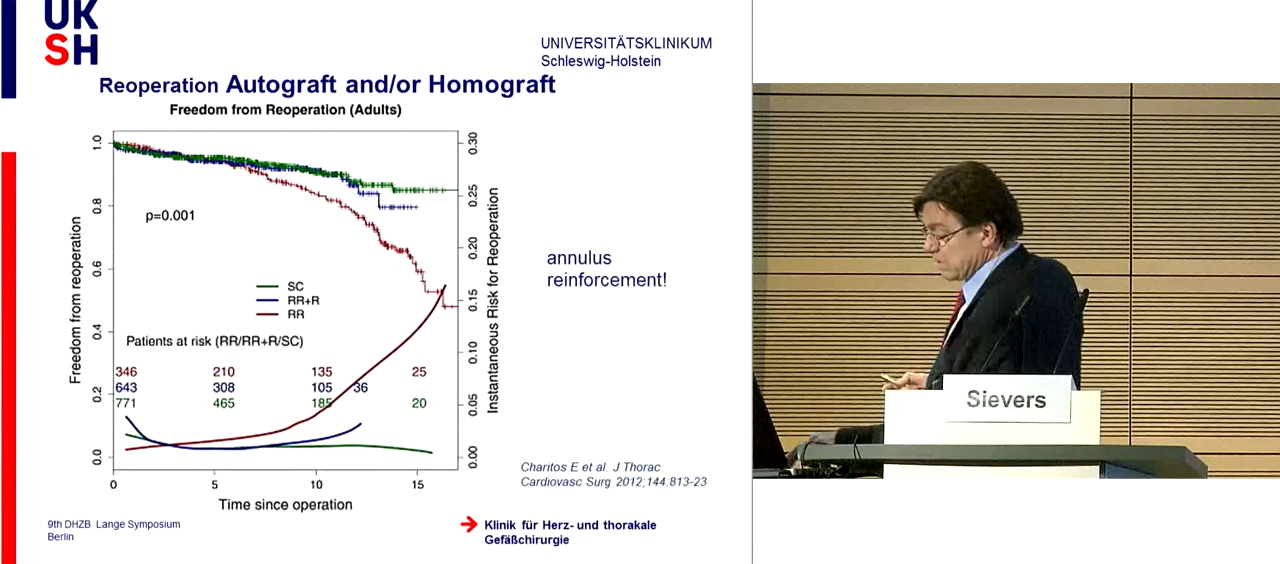 UK
SH
UNIVERSITÄTSKLINIKUM
Schleswig-Holstein
Reoperation Autograft and/or Homograft
Freedom from Reoperation (Adults)
Freedom from reoperation
1.0
0.8
0.6
0.4
0.2
0.0
0.30
0.25
0.20
0.15
0.10
0.05
0.00
Instantaneous Risk for Reoperation
p=0.001
SC
RR+R
RR
Patients at risk (RR/RR+R/SC)
346 210 135 25
643 308 105 36
771 465 185 20
0 5 10 15
Time since operation
annulus
reinforcement!
Charitos E et al. J Thorac
Cardiovasc Surg 2012;144.813-23
9th DHZB Lange Symposium
Berlin
Klinik für Herz- und thorakale
Gefäßchirurgie
Sievers